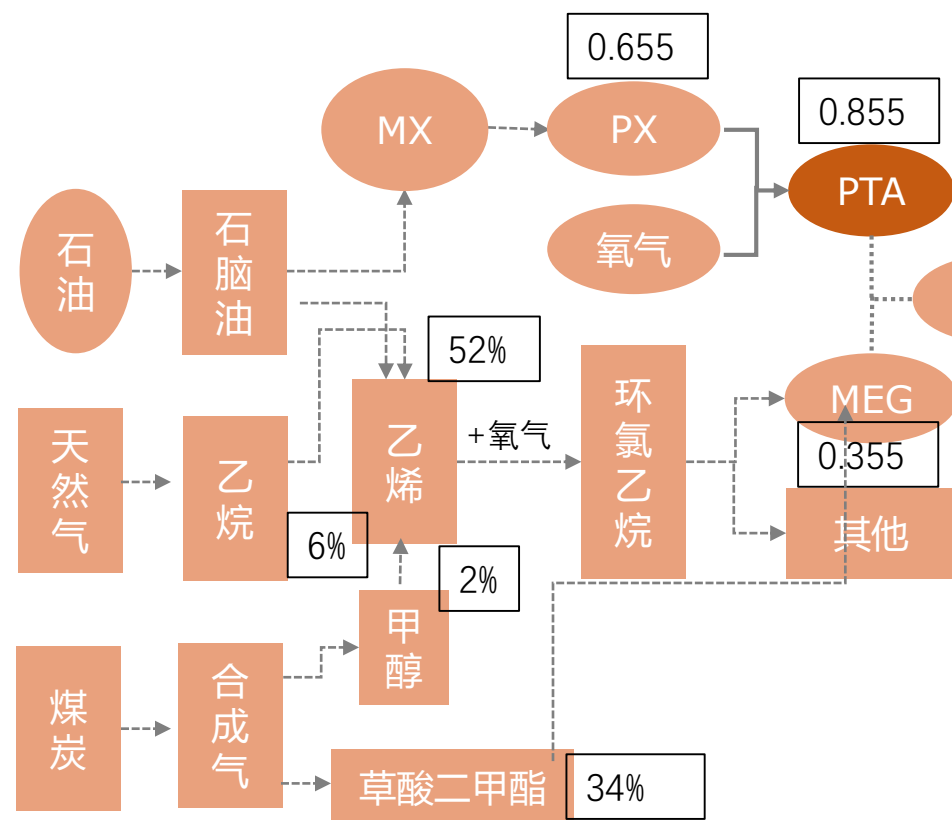 0.655
MX
PX
0.855
PTA
石油
石脑油
氧气
52%
天然气
乙烷
乙烯
+氧气
环氯乙烷
MEG
0.355
6%
2%
其他
甲醇
煤炭
合成气
草酸二甲酯
34%